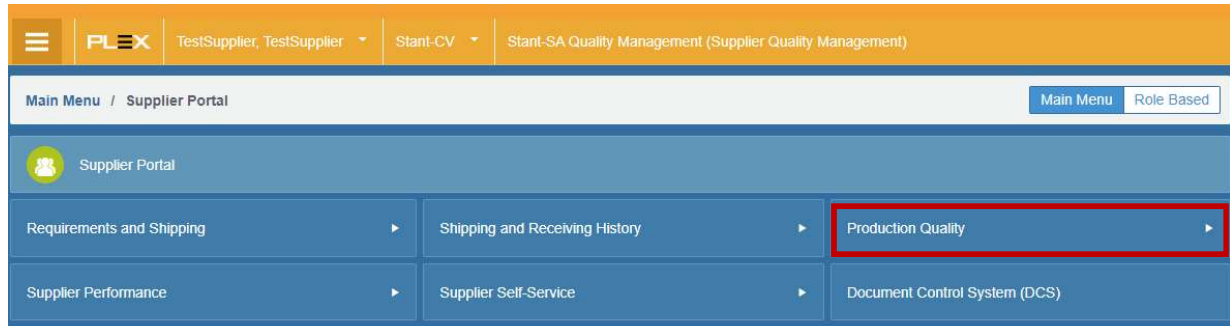 PLEX TestSupplier, TestSupplier Stant-CV Stant-SA Quality Management (Supplier Quality Management)
Main Menu / Supplier Portal Main Menu Role Based
Supplier Portal
Requirements and Shipping Shipping and Receiving History Production Quality
Supplier Performance Supplier Self-Service Document Control System (DCS)